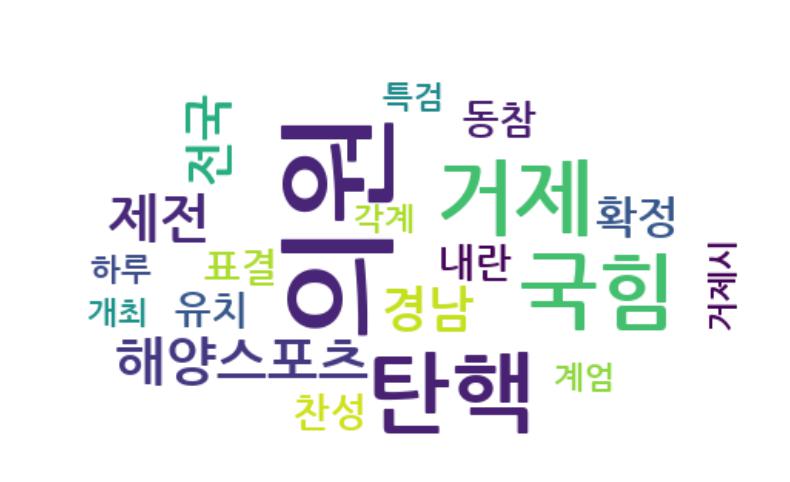 특검
동참
전국
의원
거제
제전
각계
확정
하루
표결
내란
국힘
거제시
개최
유치
경남
해양스포츠
탄핵
계엄
찬성